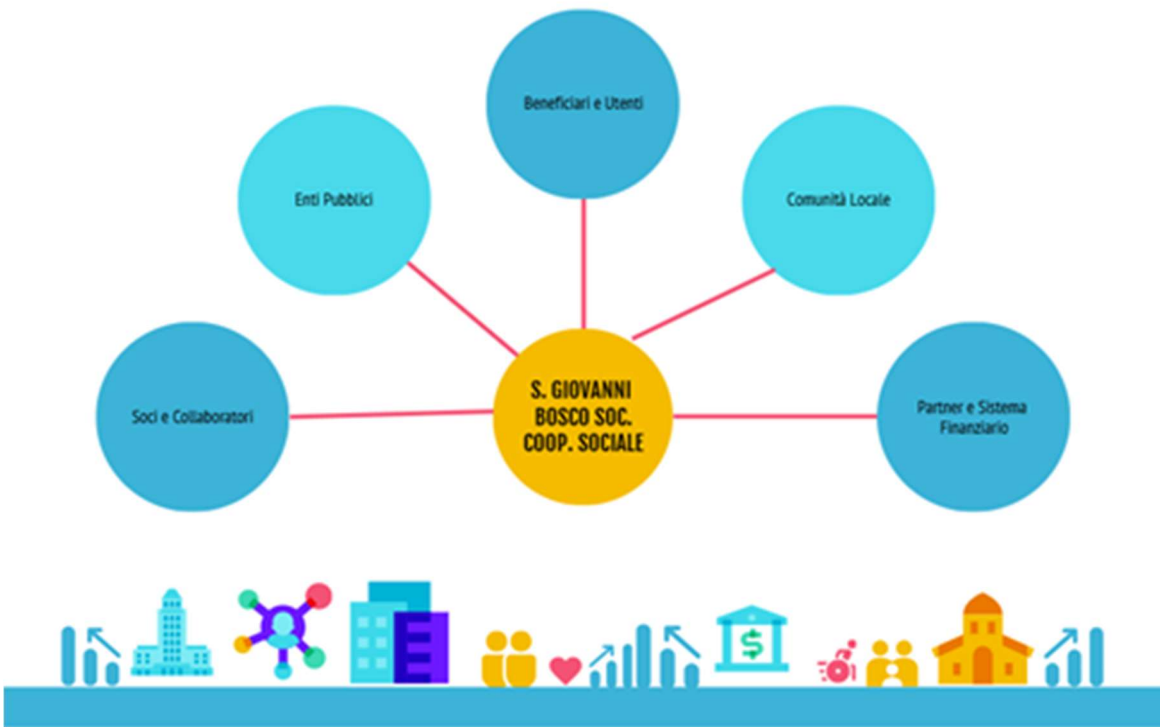 Beneficiari e Utenti
Enti Pubblici
Comunità Locale
Soci e Collaboratori
S. GIOVANNI
BOSCO SOC.
COOP. SOCIALE
Partner e Sistema
Finanziario
$